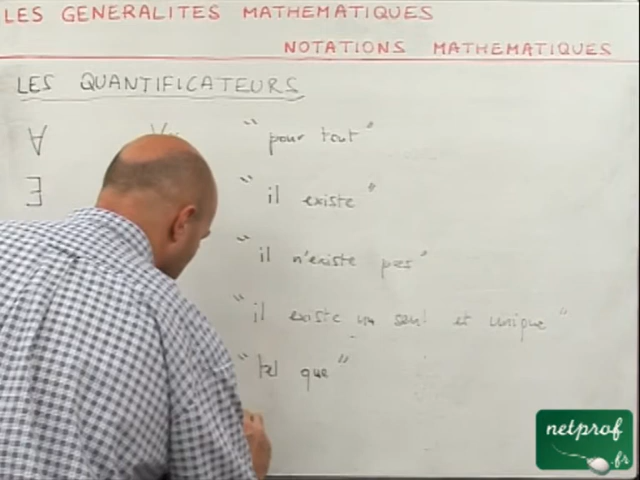 LES GENERALITES MATHEMATIQUES
NOTATIONS MATHEMATIQUES
LES QUANTIFICATEURS
∀ "pour tout"
∃ "il existe"
"il n'existe pas"
"il existe un seul et unique"
"tel que"
netprof
.fr